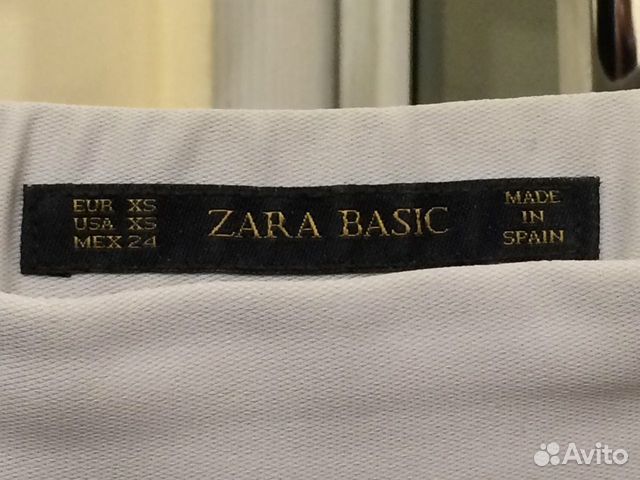 EUR XS
USA XS
MEX 24
ZARA BASIC
MADE
IN
SPAIN
Avito